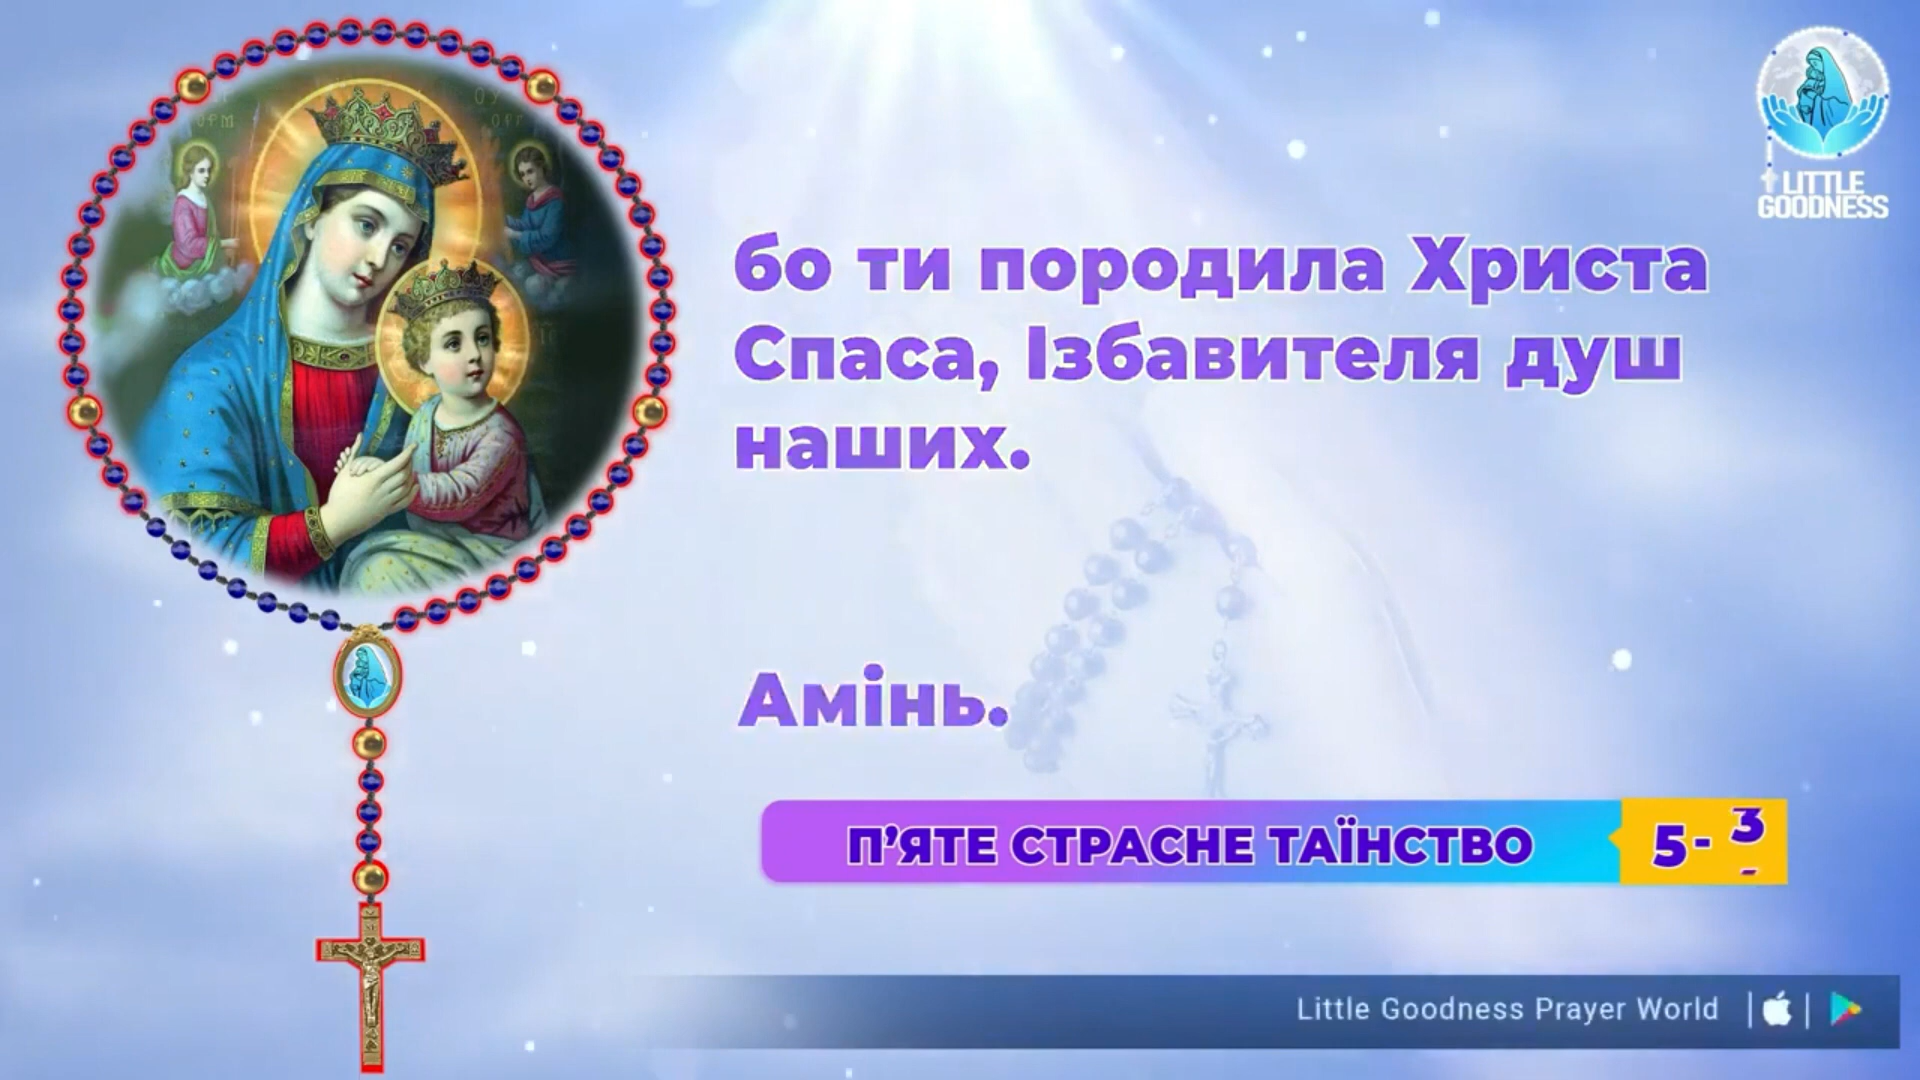 бо ти породила Христа
Спаса, Ізбавителя душ
наших.
Амінь.
П’ЯТЕ СТРАСНЕ ТАЇНСТВО
5- 3
LITTLE
GOODNESS
Little Goodness Prayer World